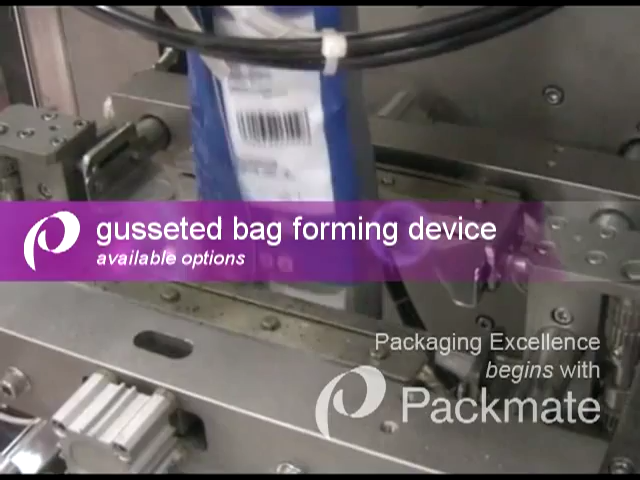 gusseted bag forming device
available options
Packaging Excellence
begins with
Packmate